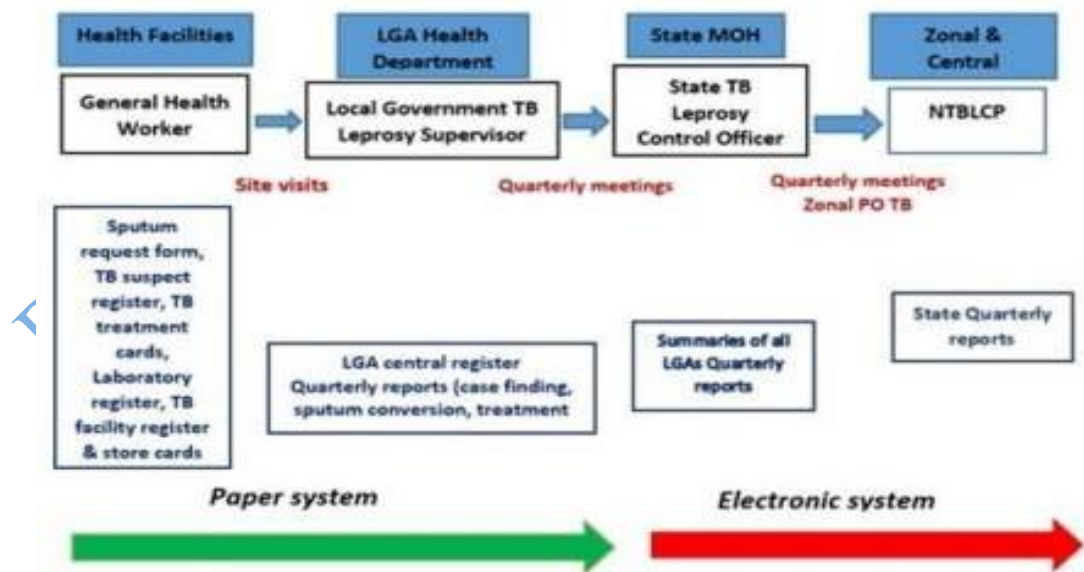 Health Facilities
LGA Health
Department
State MOH
Zonal &
Central
General Health
Worker
Local Government TB
Leprosy Supervisor
State TB
Leprosy
Control Officer
NTBLCP
Site visits
Quarterly meetings
Quarterly meetings
Zonal PO TB
Sputum
request form,
TB suspect
register, TB
treatment
cards,
Laboratory
register, TB
facility register
& store cards
LGA central register
Quarterly reports (case finding,
sputum conversion, treatment
Summaries of all
LGAs Quarterly
reports
State Quarterly
reports
Paper system
Electronic system